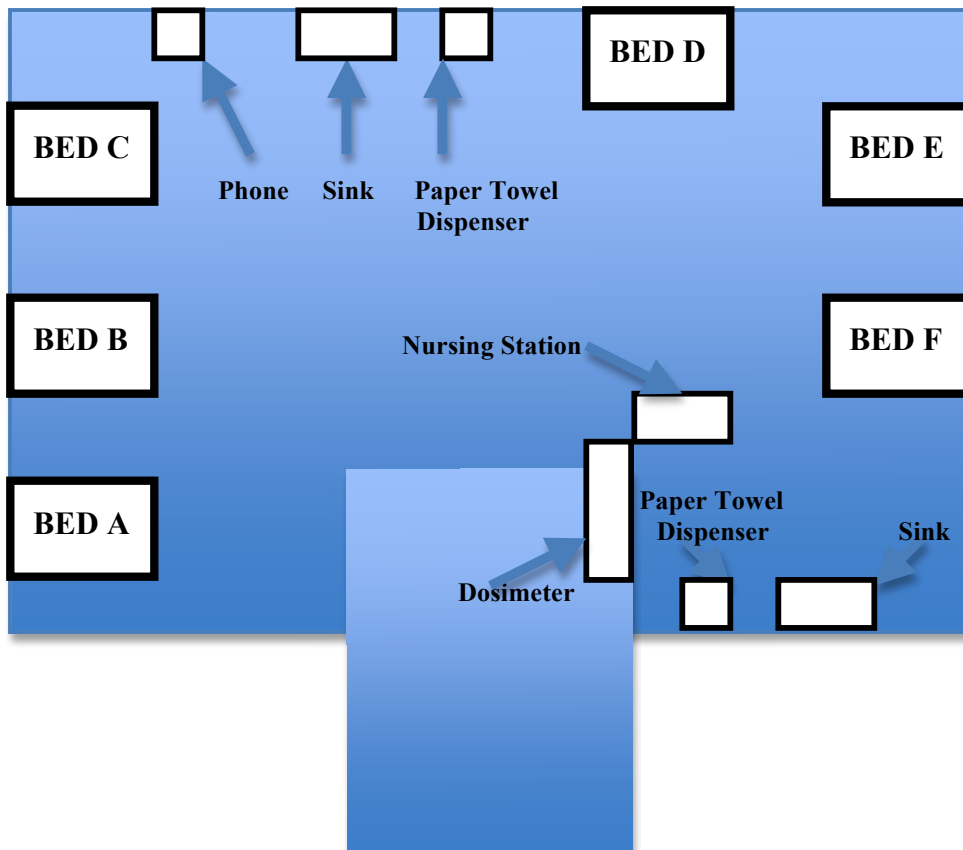 BED D
BED C
BED E
Phone
Sink
Paper Towel
Dispenser
BED B
BED F
Nursing Station
BED A
Paper Towel
Dispenser
Sink
Dosimeter